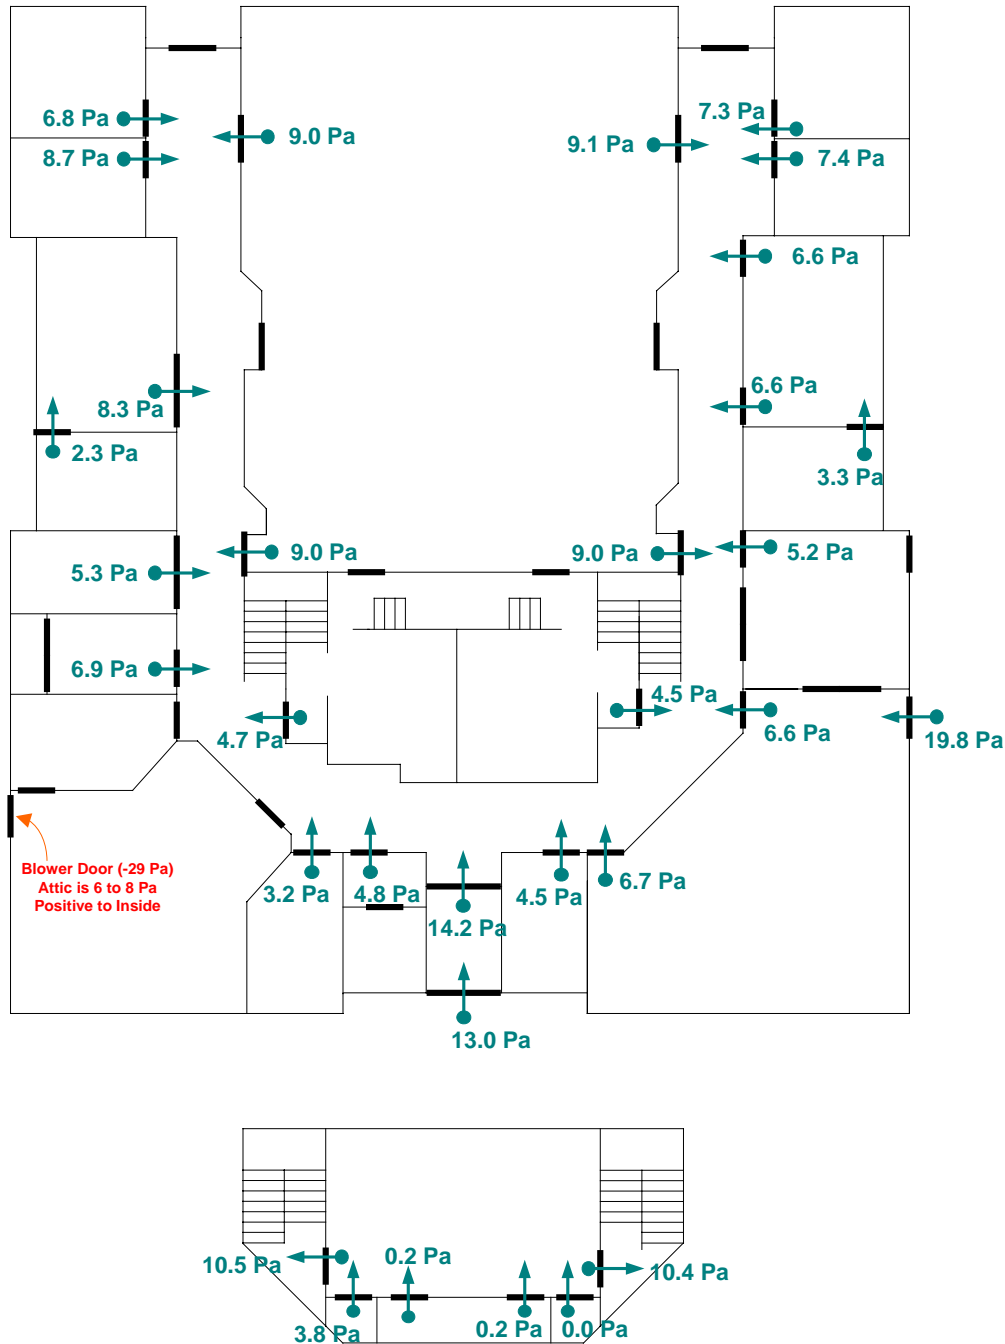 6.8 Pa
9.0 Pa
7.3 Pa
9.1 Pa
8.7 Pa
7.4 Pa
6.6 Pa
8.3 Pa
6.6 Pa
2.3 Pa
3.3 Pa
9.0 Pa
9.0 Pa
5.2 Pa
5.3 Pa
6.9 Pa
4.5 Pa
4.7 Pa
6.6 Pa
19.8 Pa
Blower Door (-29 Pa)
Attic is 6 to 8 Pa
Positive to Inside
3.2 Pa
4.8 Pa
4.5 Pa
6.7 Pa
14.2 Pa
13.0 Pa
10.5 Pa
0.2 Pa
10.4 Pa
3.8 Pa
0.2 Pa
0.0 Pa